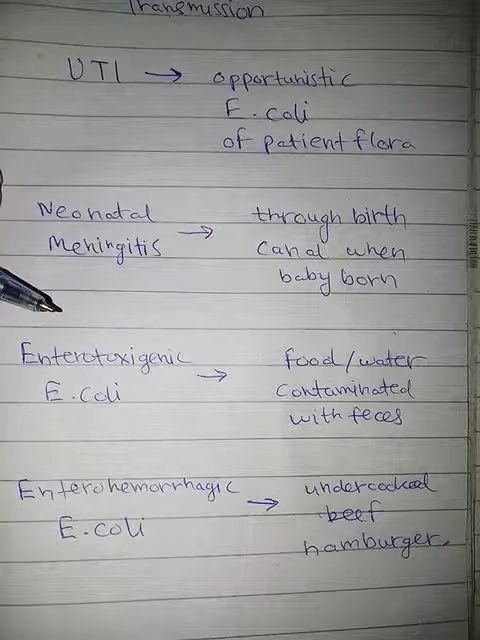 Transmission
UTI → opportunistic
E. coli
of patient flora
Neonatal
Meningitis → through birth
canal when
baby born
Enterotoxigenic
E. Coli → food/water
Contaminated
with feces
Enterohemorrhagic
E. coli → undercooked
beef
hamburger.